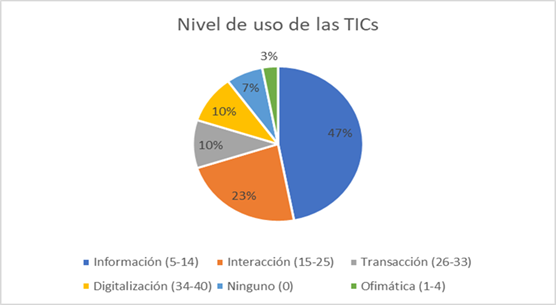 Nivel de uso de las TICs
3%
7%
10%
47%
10%
23%
Información (5-14) Interacción (15-25) Transacción (26-33)
Digitalización (34-40) Ninguno (0) Ofimática (1-4)